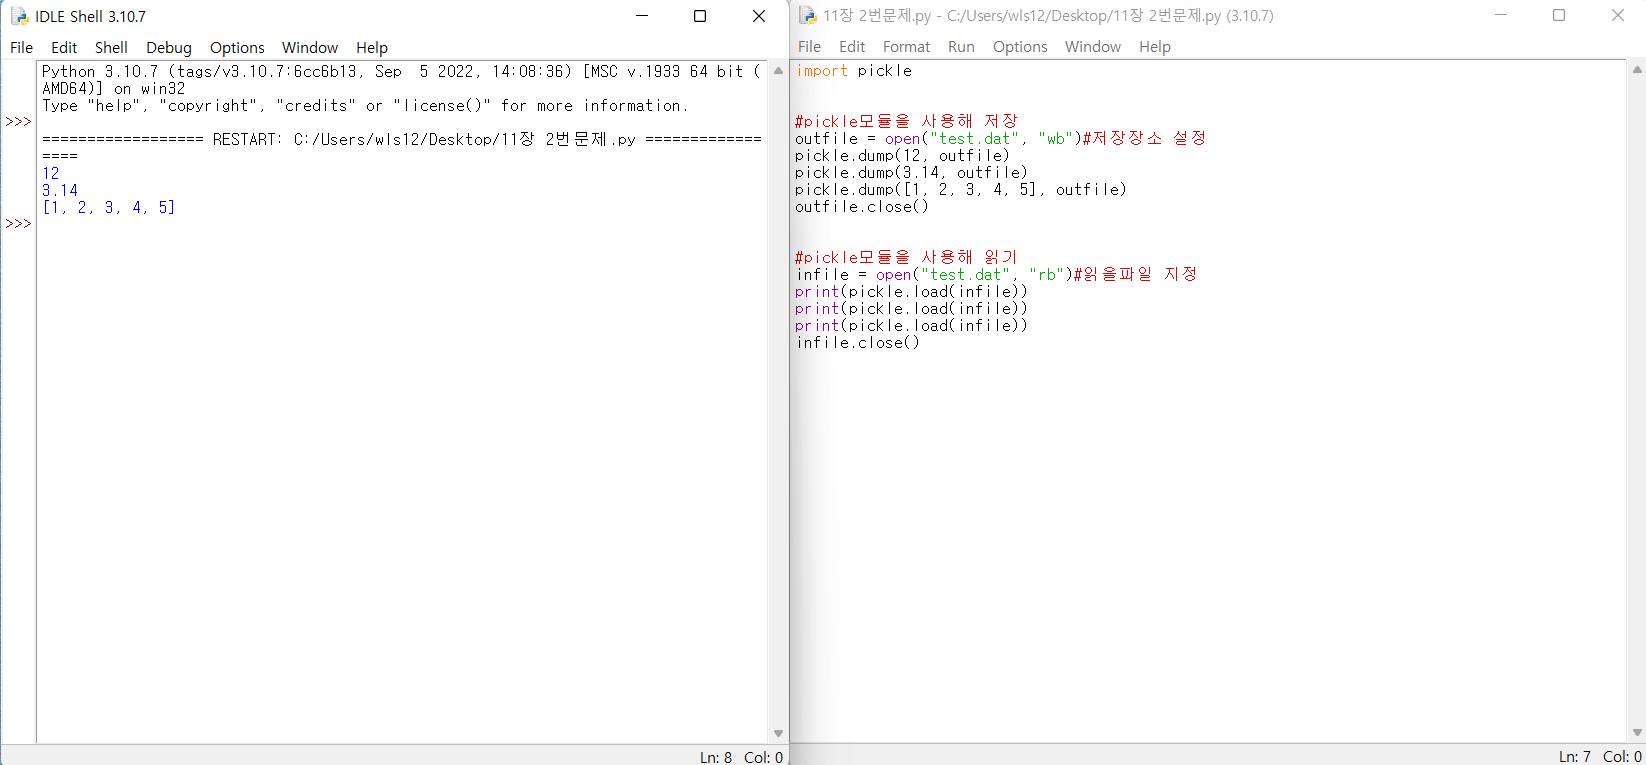 IDLE Shell 3.10.7
File Edit Shell Debug Options Window Help
Python 3.10.7 (tags/v3.10.7:6cc6b13, Sep  5 2022, 14:08:36) [MSC v.1933 64 bit (
AMD64)] on win32
Type "help", "copyright", "credits" or "license()" for more information.
>>>
================== RESTART: C:/Users/wls12/Desktop/11장 2번문제.py =============
====
12
3.14
[1, 2, 3, 4, 5]
>>>
Ln: 8 Col: 0
11장 2번문제.py - C:/Users/wls12/Desktop/11장 2번문제.py (3.10.7)
File Edit Format Run Options Window Help
import pickle
#pickle모듈을 사용해 저장
outfile = open("test.dat", "wb")#저장장소 설정
pickle.dump(12, outfile)
pickle.dump(3.14, outfile)
pickle.dump([1, 2, 3, 4, 5], outfile)
outfile.close()
#pickle모듈을 사용해 읽기
infile = open("test.dat", "rb")#읽을파일 지정
print(pickle.load(infile))
print(pickle.load(infile))
print(pickle.load(infile))
infile.close()
Ln: 7 Col: 0